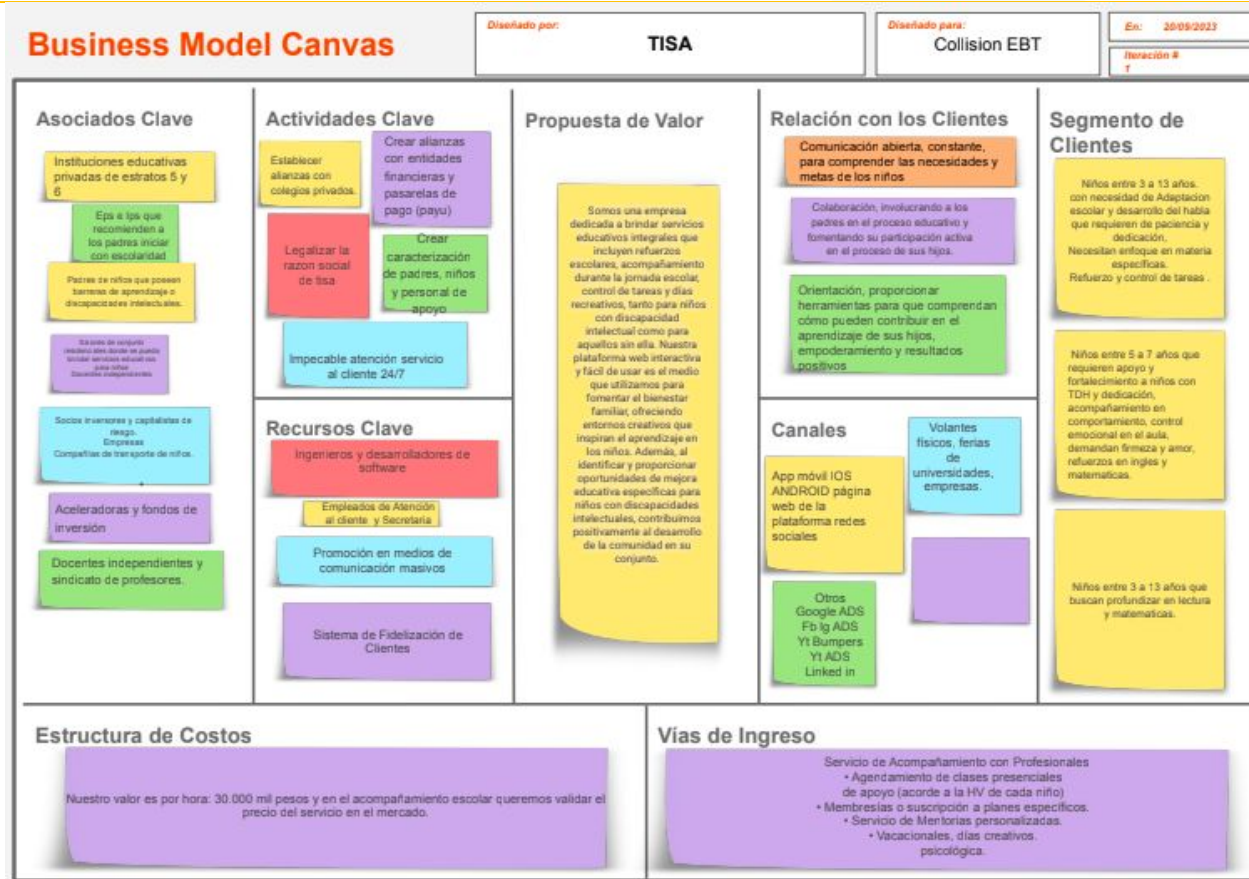 Business Model Canvas
Diseñado por:
TISA
Diseñado para:
Collision EBT
En: 20/09/2023
Iteración #
1
Asociados Clave
Instituciones educativas
privadas de estratos 5 y
6
Eps e Ips que
recomienden a
los padres iniciar
con escolaridad
Padres de niños que poseen
barreras de aprendizaje o
discapacidades intelectuales.
Salones de conjunto
residenciales donde se pueda
brindar servicios educativos
para niños
Docentes independientes
Socios inversores y capitalistas de
riesgo.
Empresas
Compañías de transporte de niños.
Aceleradoras y fondos de
inversión
Docentes independientes y
sindicato de profesores.
Actividades Clave
Establecer
alianzas con
colegios privados.
Crear alianzas
con entidades
financieras y
pasarelas de
pago (payu)
Legalizar la
razon social
de tisa
Crear
caracterización
de padres, niños
y personal de
apoyo
Impecable atención servicio
al cliente 24/7
Recursos Clave
Ingenieros y desarrolladores de
software
Empleados de Atención
al cliente y Secretaria
Promoción en medios de
comunicación masivos
Sistema de Fidelización de
Clientes
Propuesta de Valor
Somos una empresa
dedicada a brindar servicios
educativos integrales que
incluyen refuerzos
escolares, acompañamiento
durante la jornada escolar,
control de tareas y días
recreativos, tanto para niños
con discapacidad
intelectual como para
aquellos sin ella. Nuestra
plataforma web interactiva
y fácil de usar es el medio
que utilizamos para
fomentar el bienestar
familiar, ofreciendo
entornos creativos que
inspiran el aprendizaje en
los niños. Además, al
identificar y proporcionar
oportunidades de mejora
educativa específicas para
niños con discapacidades
intelectuales, contribuimos
positivamente al desarrollo
de la comunidad en su
conjunto.
Relación con los Clientes
Comunicación abierta, constante,
para comprender las necesidades y
metas de los niños
Colaboración, involucrando a los
padres en el proceso educativo y
fomentando su participación activa
en el proceso de sus hijos.
Orientación, proporcionar
herramientas para que comprendan
cómo pueden contribuir en el
aprendizaje de sus hijos,
empoderamiento y resultados
positivos
Canales
App móvil IOS
ANDROID página
web de la
plataforma redes
sociales
Volantes
físicos, ferias
de
universidades,
empresas.
Otros
Google ADS
Fb Ig ADS
Yt Bumpers
Yt ADS
Linked in
Segmento de
Clientes
Niños entre 3 a 13 años.
con necesidad de Adaptacion
escolar y desarrollo del habla
que requieren de paciencia y
dedicación,
Necesitan enfoque en materia
específicas.
Refuerzo y control de tareas .
Niños entre 5 a 7 años que
requieren apoyo y
fortalecimiento a niños con
TDH y dedicación,
acompañamiento en
comportamiento, control
emocional en el aula,
demandan firmeza y amor,
refuerzos en ingles y
matematicas.
Niños entre 3 a 13 años que
buscan profundizar en lectura
y matematicas.
Estructura de Costos
Nuestro valor es por hora: 30.000 mil pesos y en el acompañamiento escolar queremos validar el
precio del servicio en el mercado.
Vías de Ingreso
Servicio de Acompañamiento con Profesionales
• Agendamiento de clases presenciales
de apoyo (acorde a la HV de cada niño)
• Membresías o suscripción a planes específicos.
• Servicio de Mentorias personalizadas.
• Vacacionales, días creativos.
psicológica.